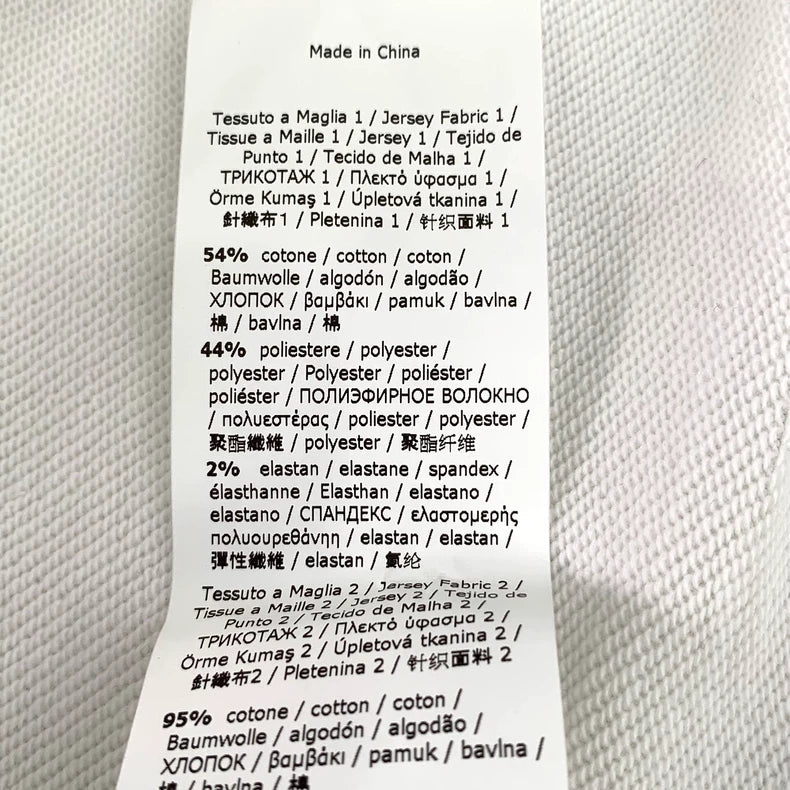 Made in China
Tessuto a Maglia 1 / Jersey Fabric 1 /
Tissue a Maille 1 / Jersey 1 / Tejido de
Punto 1 / Tecido de Malha 1 /
ТРИКОТАЖ 1 / Πλεκτό ύφασμα 1 /
Örme Kumaş 1 / Úpletová tkanina 1 /
針織布1 / Pletenina 1 / 针织面料 1
54% cotone / cotton / coton /
Baumwolle / algodón / algodão /
ХЛОПОК / βαμβάκι / pamuk / bavlna /
棉 / bavlna / 棉
44% poliestere / polyester /
polyester / Polyester / poliéster /
poliéster / ПОЛИЭФИРНОЕ ВОЛОКНО
/ πολυεστέρας / poliester / polyester /
聚酯纖維 / polyester / 聚酯纤维
2% elastan / elastane / spandex /
élasthanne / Elasthan / elastano /
elastano / СПАНДЕКС / ελαστομερής
πολυουρεθάνηη / elastan / elastan /
彈性纖維 / elastan / 氨纶
Tessuto a Maglia 2 / Jersey Fabric 2 /
Tissue a Maille 2 / Jersey 2 / Tejido de
Punto 2 / Tecido de Malha 2 /
ТРИКОТАЖ 2 / Πλεκτό ύφασμα 2 /
Örme Kumaş 2 / Úpletová tkanina 2 /
針織布2 / Pletenina 2 / 针织面料 2
95% cotone / cotton / coton /
Baumwolle / algodón / algodão /
ХЛОПОК / βαμβάκι / pamuk / bavlna /
棉 / bavlna / 棉